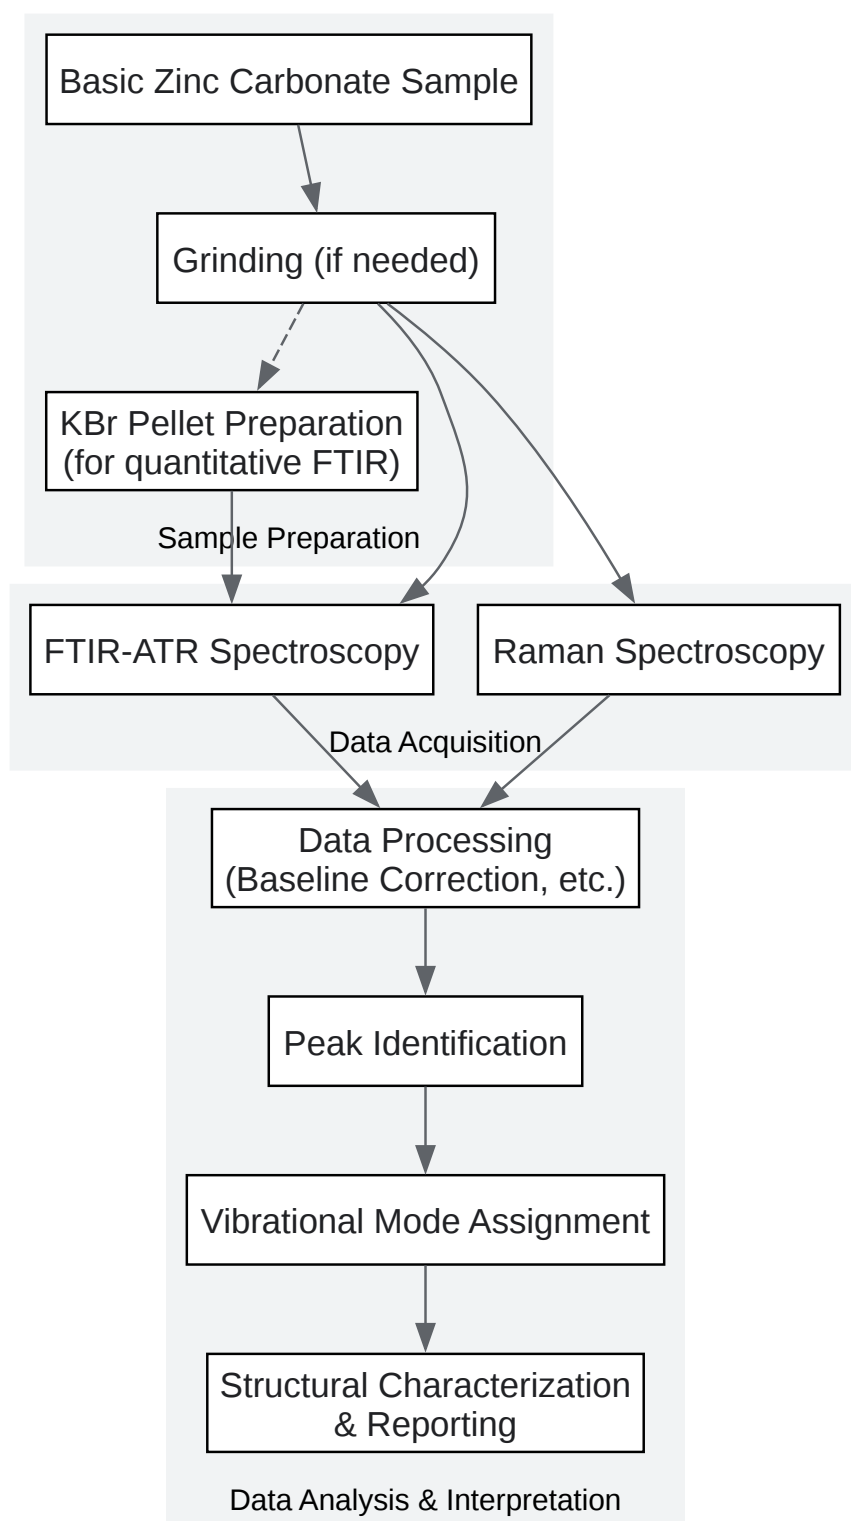 Basic Zinc Carbonate Sample
Grinding (if needed)
KBr Pellet Preparation
(for quantitative FTIR)
Sample Preparation
FTIR-ATR Spectroscopy
Raman Spectroscopy
Data Acquisition
Data Processing
(Baseline Correction, etc.)
Peak Identification
Vibrational Mode Assignment
Structural Characterization
& Reporting
Data Analysis & Interpretation